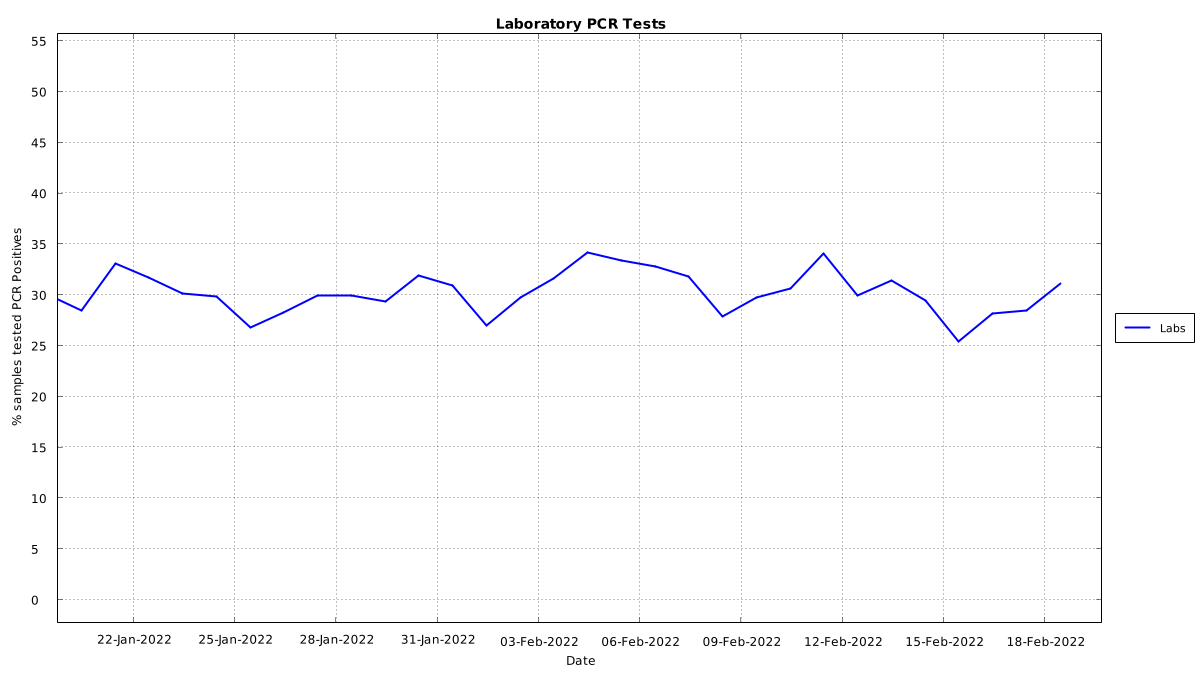 Laboratory PCR Tests
55
50
45
40
35
30
25
20
15
10
5
0
% samples tested PCR Positives
22-Jan-2022 25-Jan-2022 28-Jan-2022 31-Jan-2022 03-Feb-2022 06-Feb-2022 09-Feb-2022 12-Feb-2022 15-Feb-2022 18-Feb-2022
Date
Labs